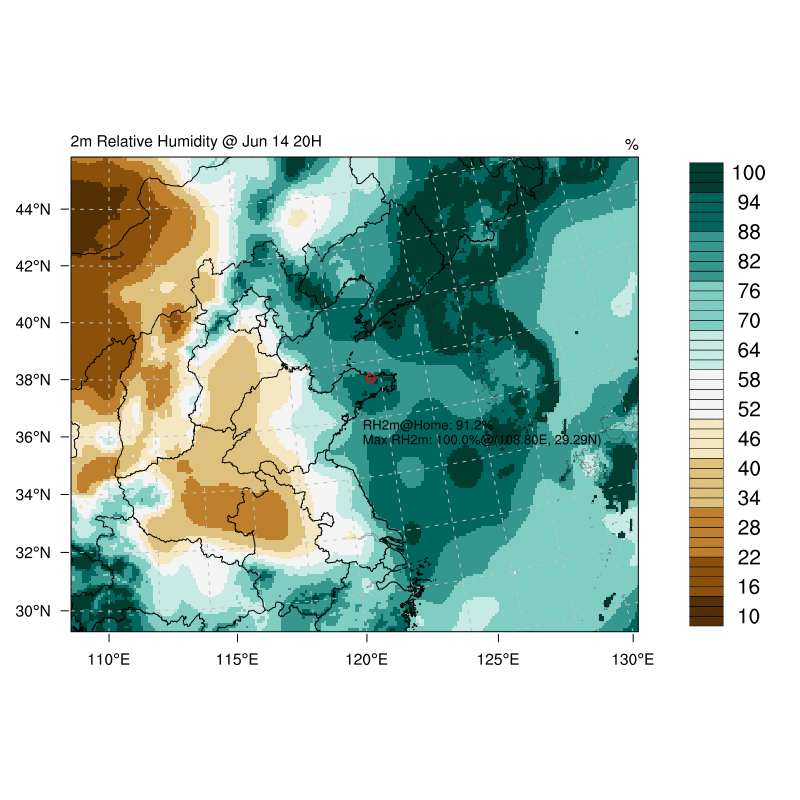 2m Relative Humidity @ Jun 14 20H
%
44°N
42°N
40°N
38°N
36°N
34°N
32°N
30°N
110°E
115°E
120°E
125°E
130°E
RH2m@Home: 91.2%
Max RH2m: 100.0%@(108.80E, 29.29N)
100
94
88
82
76
70
64
58
52
46
40
34
28
22
16
10